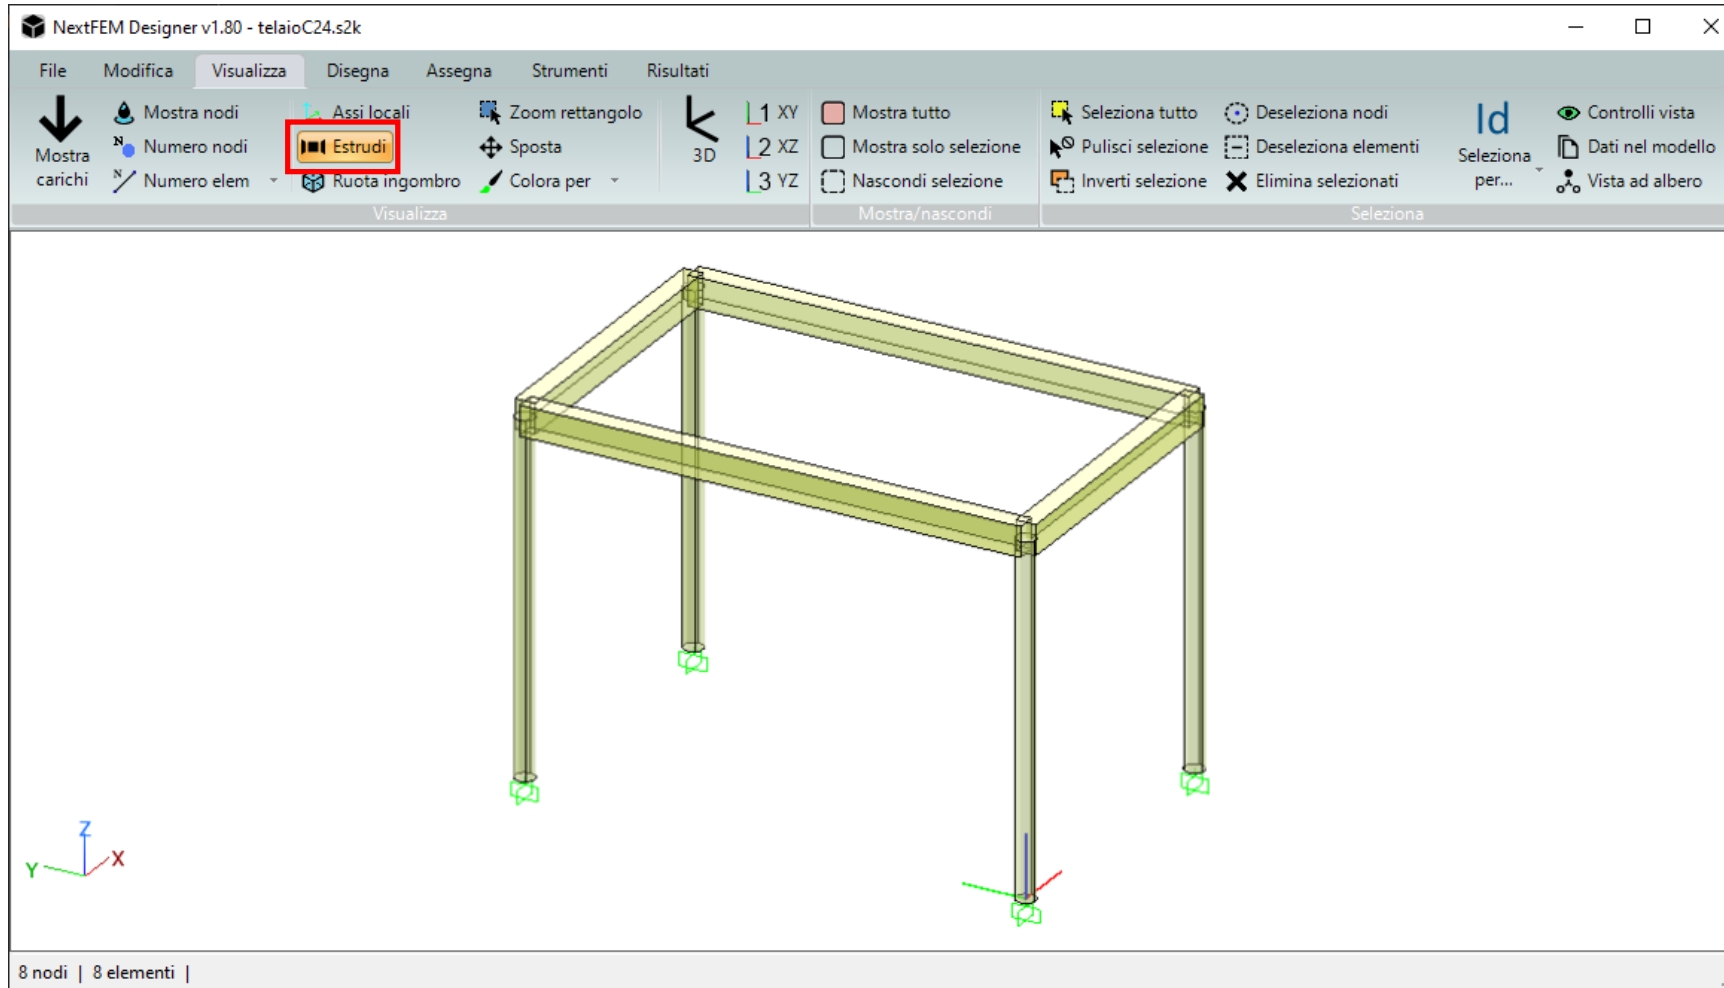 NextFEM Designer v1.80 - telaioC24.s2k
File Modifica Visualizza Disegna Assegna Strumenti Risultati
Mostra carichi
Mostra nodi
Numero nodi
Numero elem
Assi locali
Estrudi
Ruota ingombro
Zoom rettangolo
Sposta
Colora per
3D
1 XY
2 XZ
3 YZ
Visualizza
Mostra tutto
Mostra solo selezione
Nascondi selezione
Mostra/nascondi
Seleziona tutto
Pulisci selezione
Inverti selezione
Deseleziona nodi
Deseleziona elementi
Elimina selezionati
Id
Seleziona per...
Controlli vista
Dati nel modello
Vista ad albero
Seleziona
Z
X
Y
8 nodi | 8 elementi |